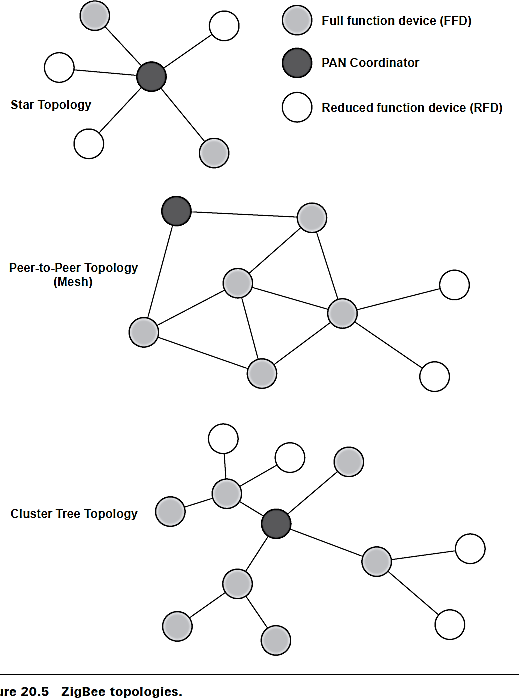 Full function device (FFD)
PAN Coordinator
Reduced function device (RFD)
Star Topology
Peer-to-Peer Topology
(Mesh)
Cluster Tree Topology
ure 20.5 ZigBee topologies.